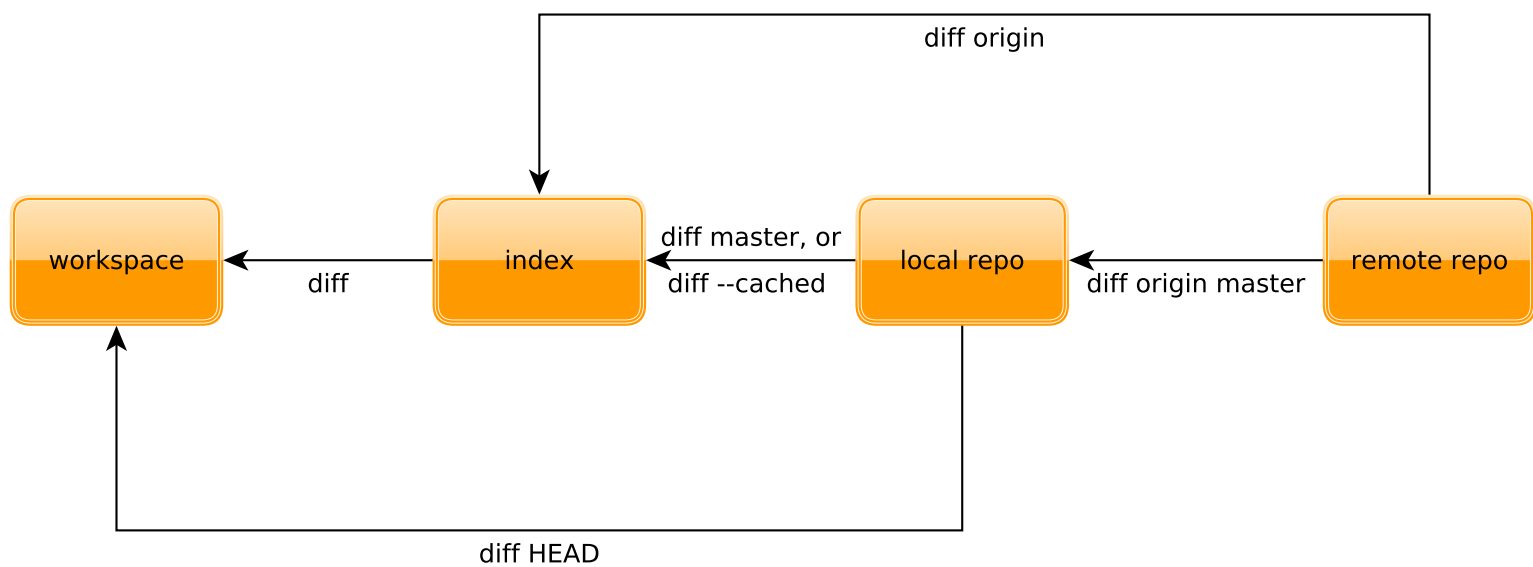 diff origin
workspace
index
local repo
remote repo
diff master, or
diff --cached
diff
diff origin master
diff HEAD